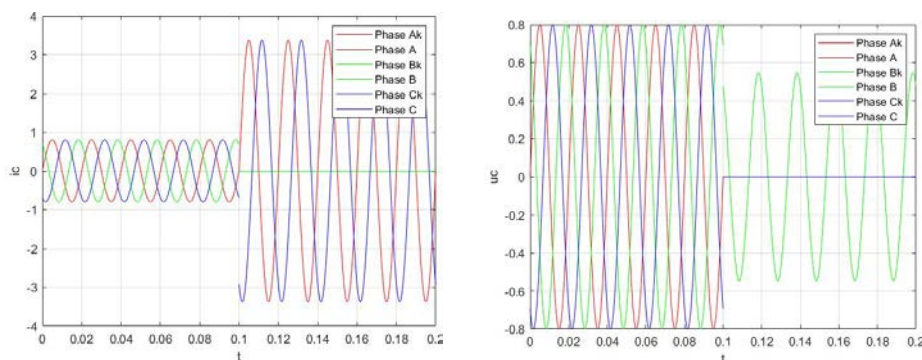 4
3
2
1
0
-1
-2
-3
-4
ic
0 0.02 0.04 0.06 0.08 0.1 0.12 0.14 0.16 0.18 0.2
t
Phase Ak
Phase A
Phase Bk
Phase B
Phase Ck
Phase C
0.8
0.6
0.4
0.2
0
-0.2
-0.4
-0.6
-0.8
uc
0 0.02 0.04 0.06 0.08 0.1 0.12 0.14 0.16 0.18 0.2
t
Phase Ak
Phase A
Phase Bk
Phase B
Phase Ck
Phase C